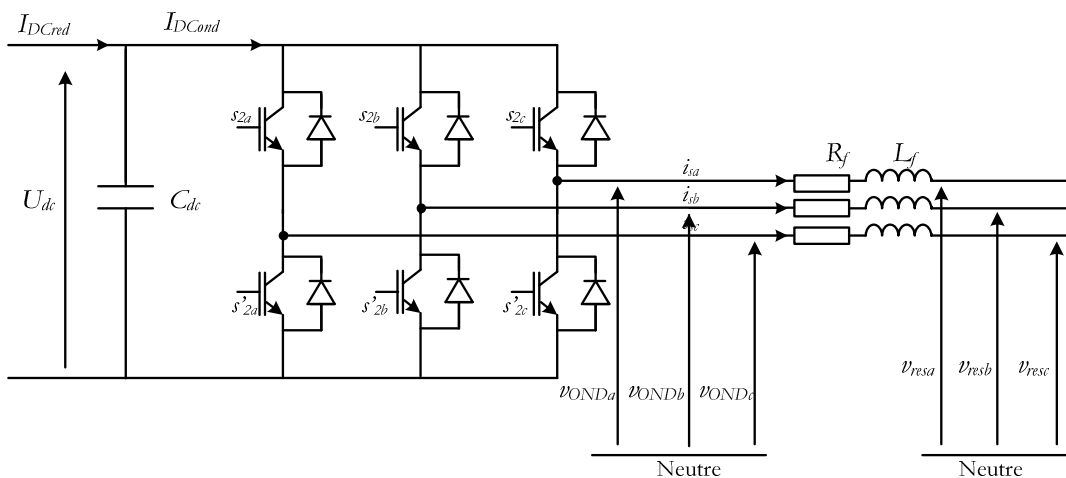 I_DCred
I_DCond
s_2a
s_2b
s_2c
U_dc
C_dc
i_sa
i_sb
R_f
L_f
s'_2a
s'_2b
s'_2c
v_ONDa
v_ONDb
v_ONDc
v_resa
v_resb
v_resc
Neutre
Neutre